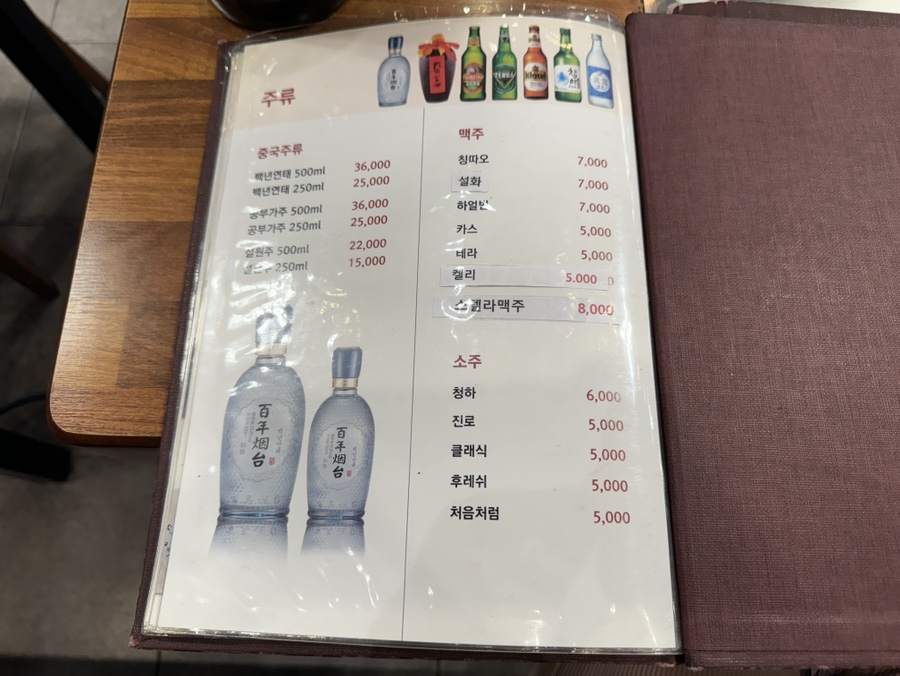 주류
중국주류
백년연태 500ml 36,000
백년연태 250ml 25,000
공부가주 500ml 36,000
공부가주 250ml 25,000
설원주 500ml 22,000
250ml 15,000
百年烟台
百年烟台
맥주
칭따오 7,000
설화 7,000
하얼빈 7,000
카스 5,000
테라 5,000
켈리 5.000
스텔라맥주 8,000
소주
청하 6,000
진로 5,000
클래식 5,000
후레쉬 5,000
처음처럼 5,000
TERRA